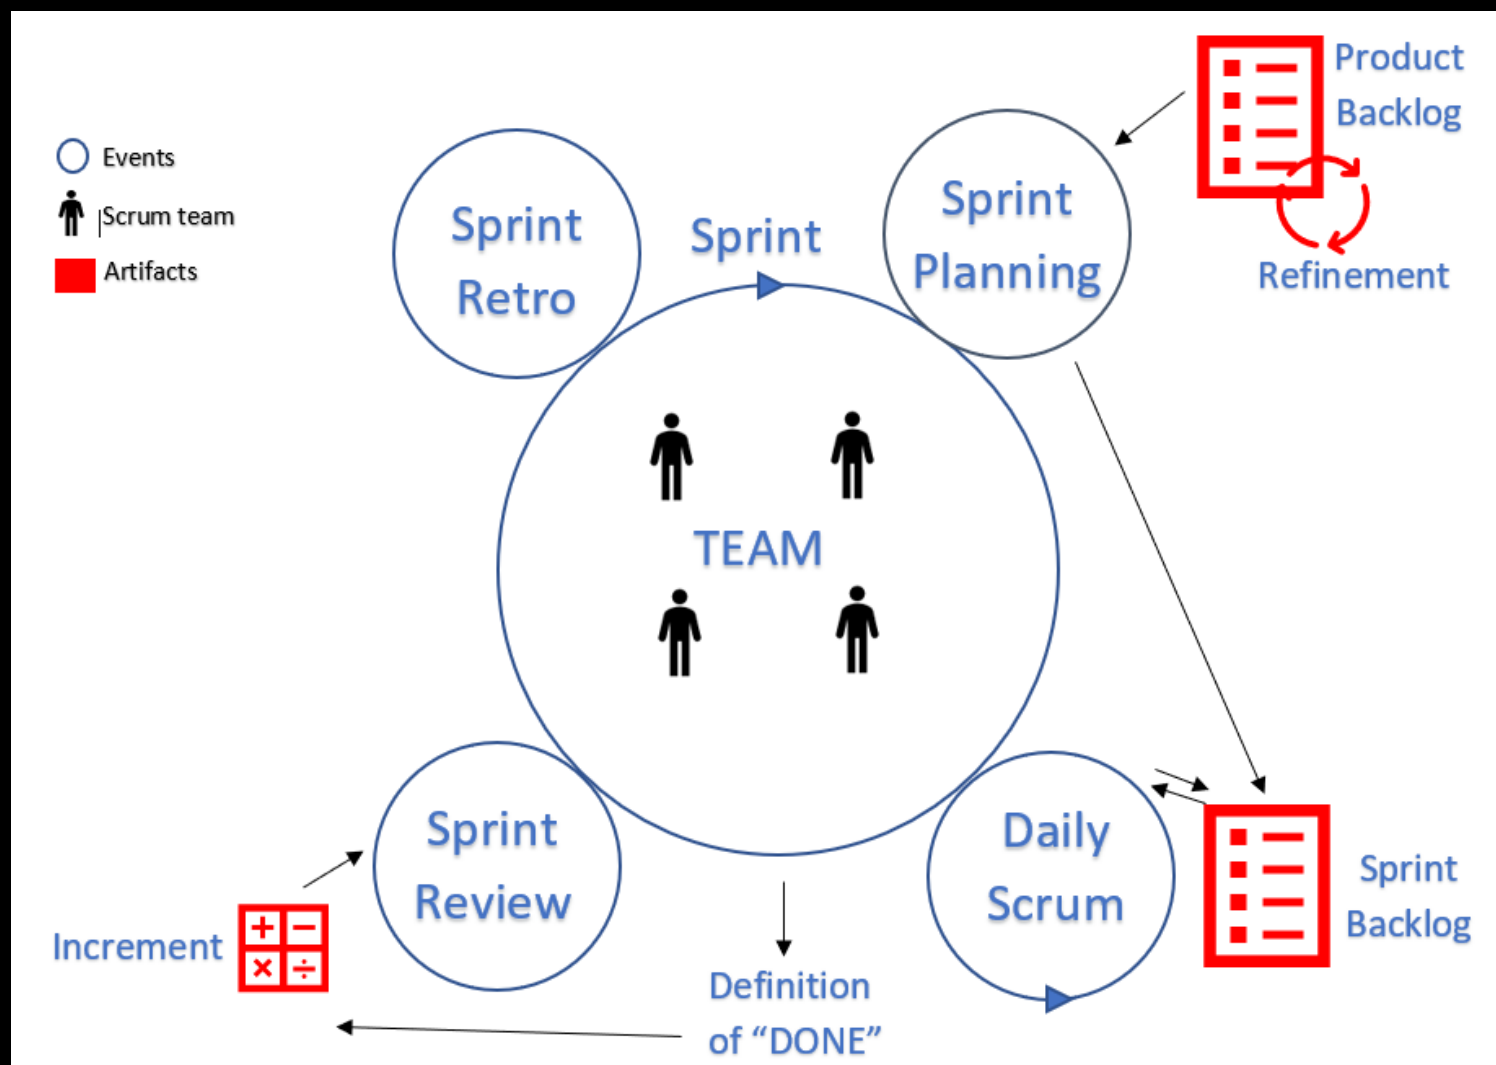 Events
Scrum team
Artifacts
Sprint
Retro
Sprint
Sprint
Planning
Product
Backlog
Refinement
TEAM
Sprint
Review
Daily
Scrum
Sprint
Backlog
Increment
Definition
of “DONE”